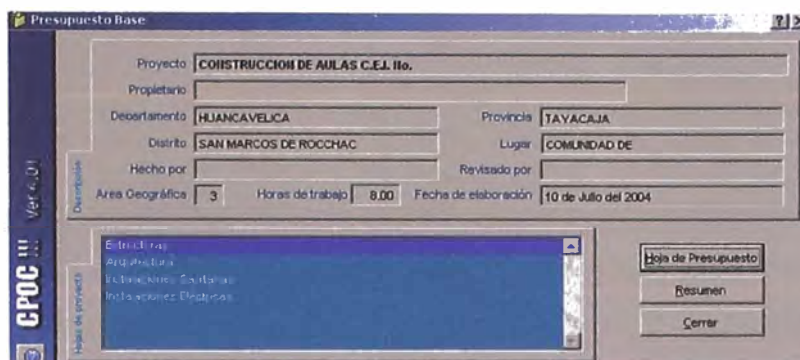 Presupuesto Base
Proyecto CONSTRUCCION DE AULAS C.E.I. IIo.
Propietario
Departamento HUANCAVELICA Provincia TAYACAJA
Distrito SAN MARCOS DE ROCCHAC Lugar COMUNIDAD DE
Hecho por Revisado por
Area Geográfica 3 Horas de trabajo 8.00 Fecha de elaboración 10 de Julio del 2004
Descripción
CPOC III Ver 4.01
Hojas de proyecto
Estructuras
Arquitectura
Instalaciones Sanitarias
Instalaciones Eléctricas
Hoja de Presupuesto
Resumen
Cerrar